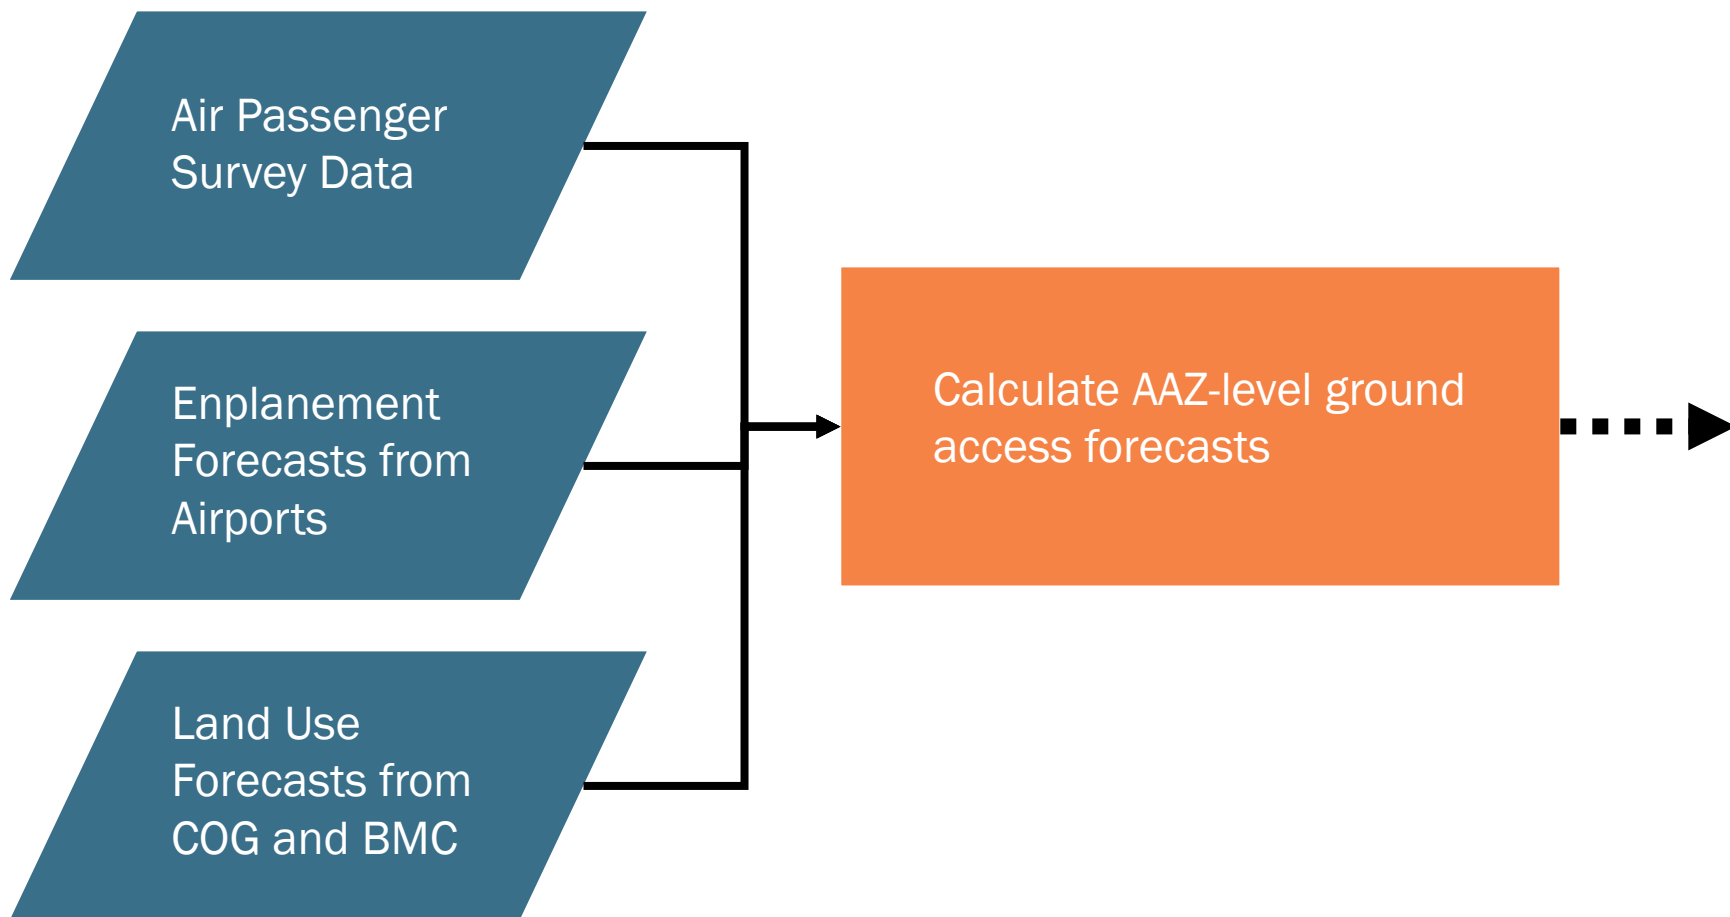 Air Passenger
Survey Data
Enplanement
Forecasts from
Airports
Land Use
Forecasts from
COG and BMC
Calculate AAZ-level ground
access forecasts